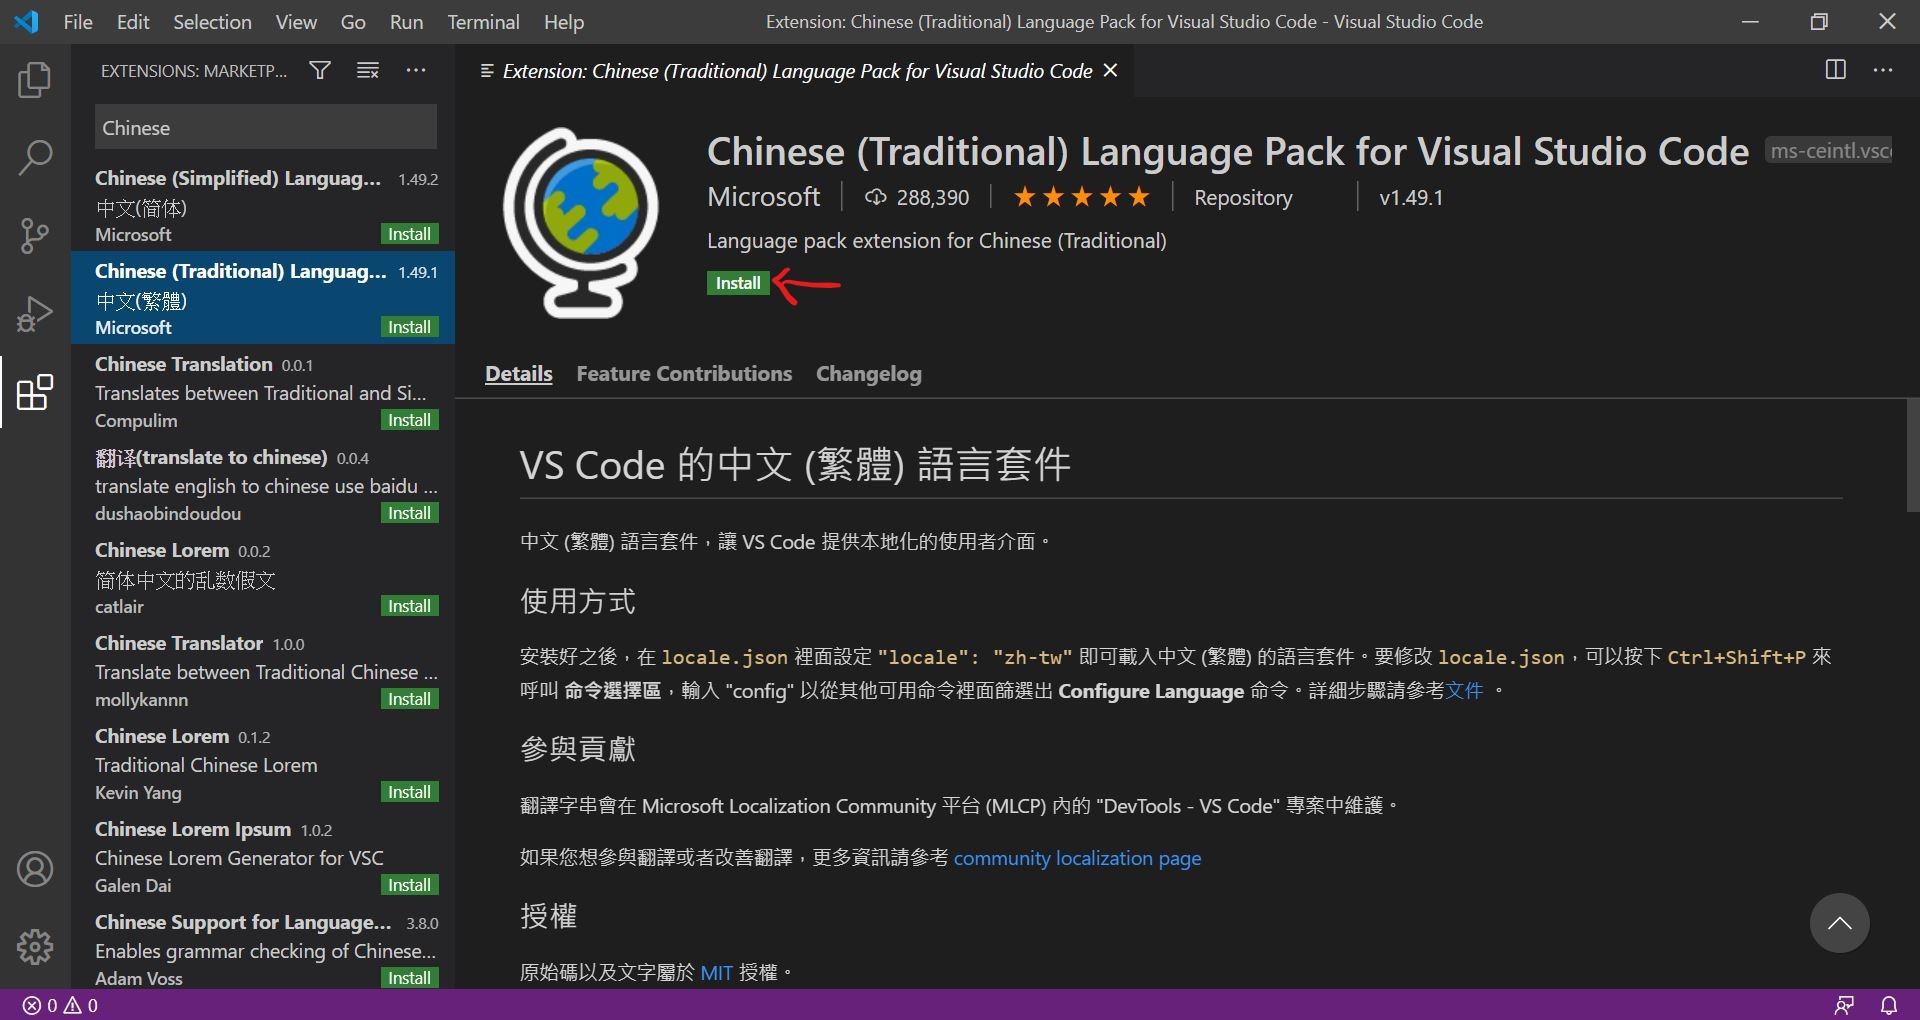 File Edit Selection View Go Run Terminal Help
Extension: Chinese (Traditional) Language Pack for Visual Studio Code - Visual Studio Code
EXTENSIONS: MARKETP...
Chinese
Chinese (Simplified) Languag... 1.49.2
中文(简体)
Microsoft Install
Chinese (Traditional) Languag... 1.49.1
中文(繁體)
Microsoft Install
Chinese Translation 0.0.1
Translates between Traditional and Si...
Compulim Install
翻译(translate to chinese) 0.0.4
translate english to chinese use baidu ...
dushaobindoudou Install
Chinese Lorem 0.0.2
简体中文的乱数假文
catlair Install
Chinese Translator 1.0.0
Translate between Traditional Chinese ...
mollykannn Install
Chinese Lorem 0.1.2
Traditional Chinese Lorem
Kevin Yang Install
Chinese Lorem Ipsum 1.0.2
Chinese Lorem Generator for VSC
Galen Dai Install
Chinese Support for Language... 3.8.0
Enables grammar checking of Chinese...
Adam Voss Install
Extension: Chinese (Traditional) Language Pack for Visual Studio Code
Chinese (Traditional) Language Pack for Visual Studio Code ms-ceintl.vsc
Microsoft 288,390 Repository v1.49.1
Language pack extension for Chinese (Traditional)
Install
Details Feature Contributions Changelog
VS Code 的中文 (繁體) 語言套件
中文 (繁體) 語言套件，讓 VS Code 提供本地化的使用者介面。
使用方式
安裝好之後，在 locale.json 裡面設定 "locale": "zh-tw" 即可載入中文 (繁體) 的語言套件。要修改 locale.json，可以按下 Ctrl+Shift+P 來
呼叫 命令選擇區，輸入 "config" 以從其他可用命令裡面篩選出 Configure Language 命令。詳細步驟請參考文件 。
參與貢獻
翻譯字串會在 Microsoft Localization Community 平台 (MLCP) 內的 "DevTools - VS Code" 專案中維護。
如果您想參與翻譯或者改善翻譯，更多資訊請參考 community localization page
授權
原始碼以及文字屬於 MIT 授權。
0 0